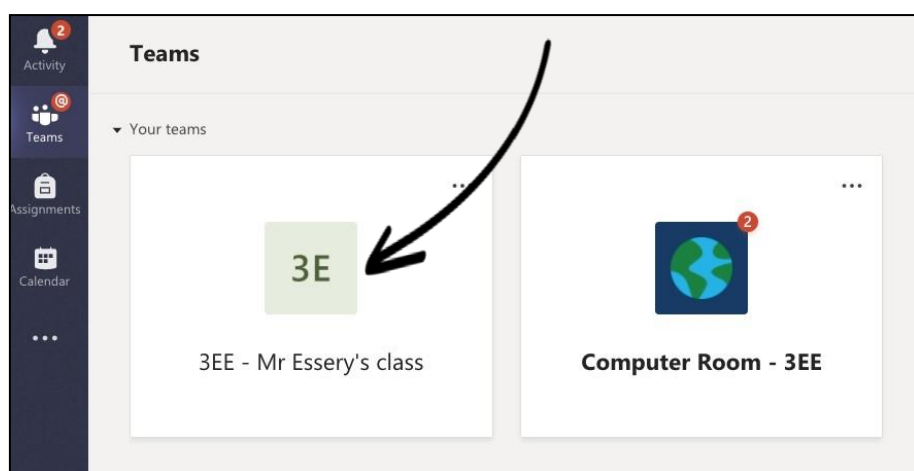 2
Activity
Teams
@
Teams
Your teams
Assignments
Calendar
3E
2
3EE - Mr Essery's class
Computer Room - 3EE